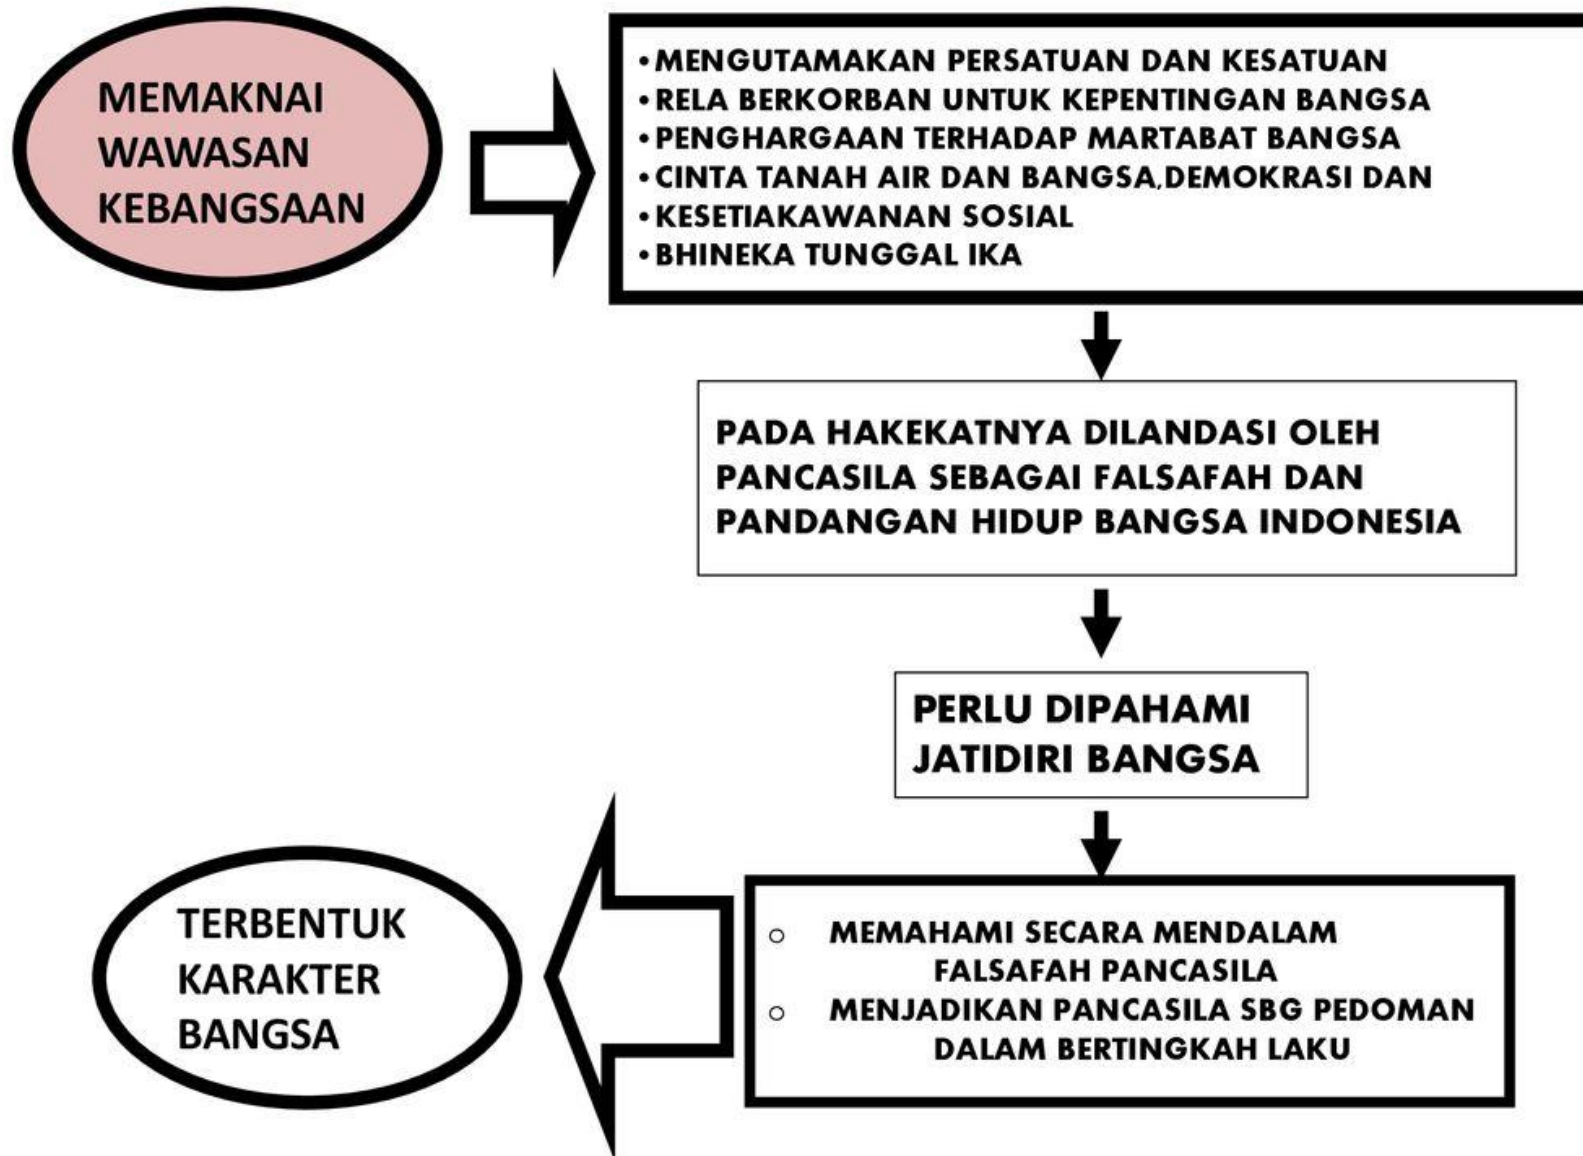 MEMAKNAI
WAWASAN
KEBANGSAAN
•MENGUTAMAKAN PERSATUAN DAN KESATUAN
•RELA BERKORBAN UNTUK KEPENTINGAN BANGSA
•PENGHARGAAN TERHADAP MARTABAT BANGSA
•CINTA TANAH AIR DAN BANGSA,DEMOKRASI DAN
•KESETIAKAWANAN SOSIAL
•BHINEKA TUNGGAL IKA
PADA HAKEKATNYA DILANDASI OLEH
PANCASILA SEBAGAI FALSAFAH DAN
PANDANGAN HIDUP BANGSA INDONESIA
PERLU DIPAHAMI
JATIDIRI BANGSA
○ MEMAHAMI SECARA MENDALAM
FALSAFAH PANCASILA
○ MENJADIKAN PANCASILA SBG PEDOMAN
DALAM BERTINGKAH LAKU
TERBENTUK
KARAKTER
BANGSA